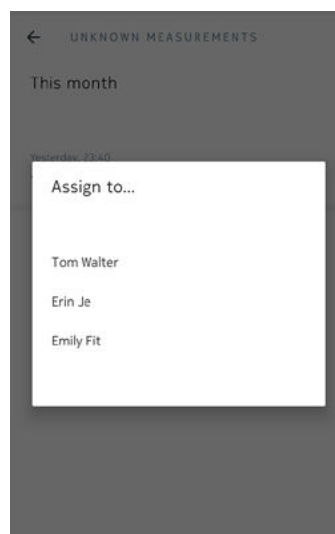 UNKNOWN MEASUREMENTS
This month
Yesterday, 23:40
Assign to...
Tom Walter
Erin Je
Emily Fit